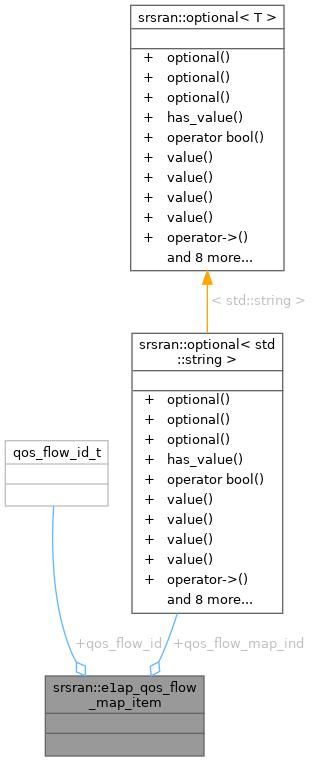 srsran::optional< T >
+ optional()
+ optional()
+ optional()
+ has_value()
+ operator bool()
+ value()
+ value()
+ value()
+ value()
+ operator->()
and 8 more...
< std::string >
srsran::optional< std
::string >
+ optional()
+ optional()
+ optional()
+ has_value()
+ operator bool()
+ value()
+ value()
+ value()
+ value()
+ operator->()
and 8 more...
qos_flow_id_t
+qos_flow_id
+qos_flow_map_ind
srsran::e1ap_qos_flow
_map_item